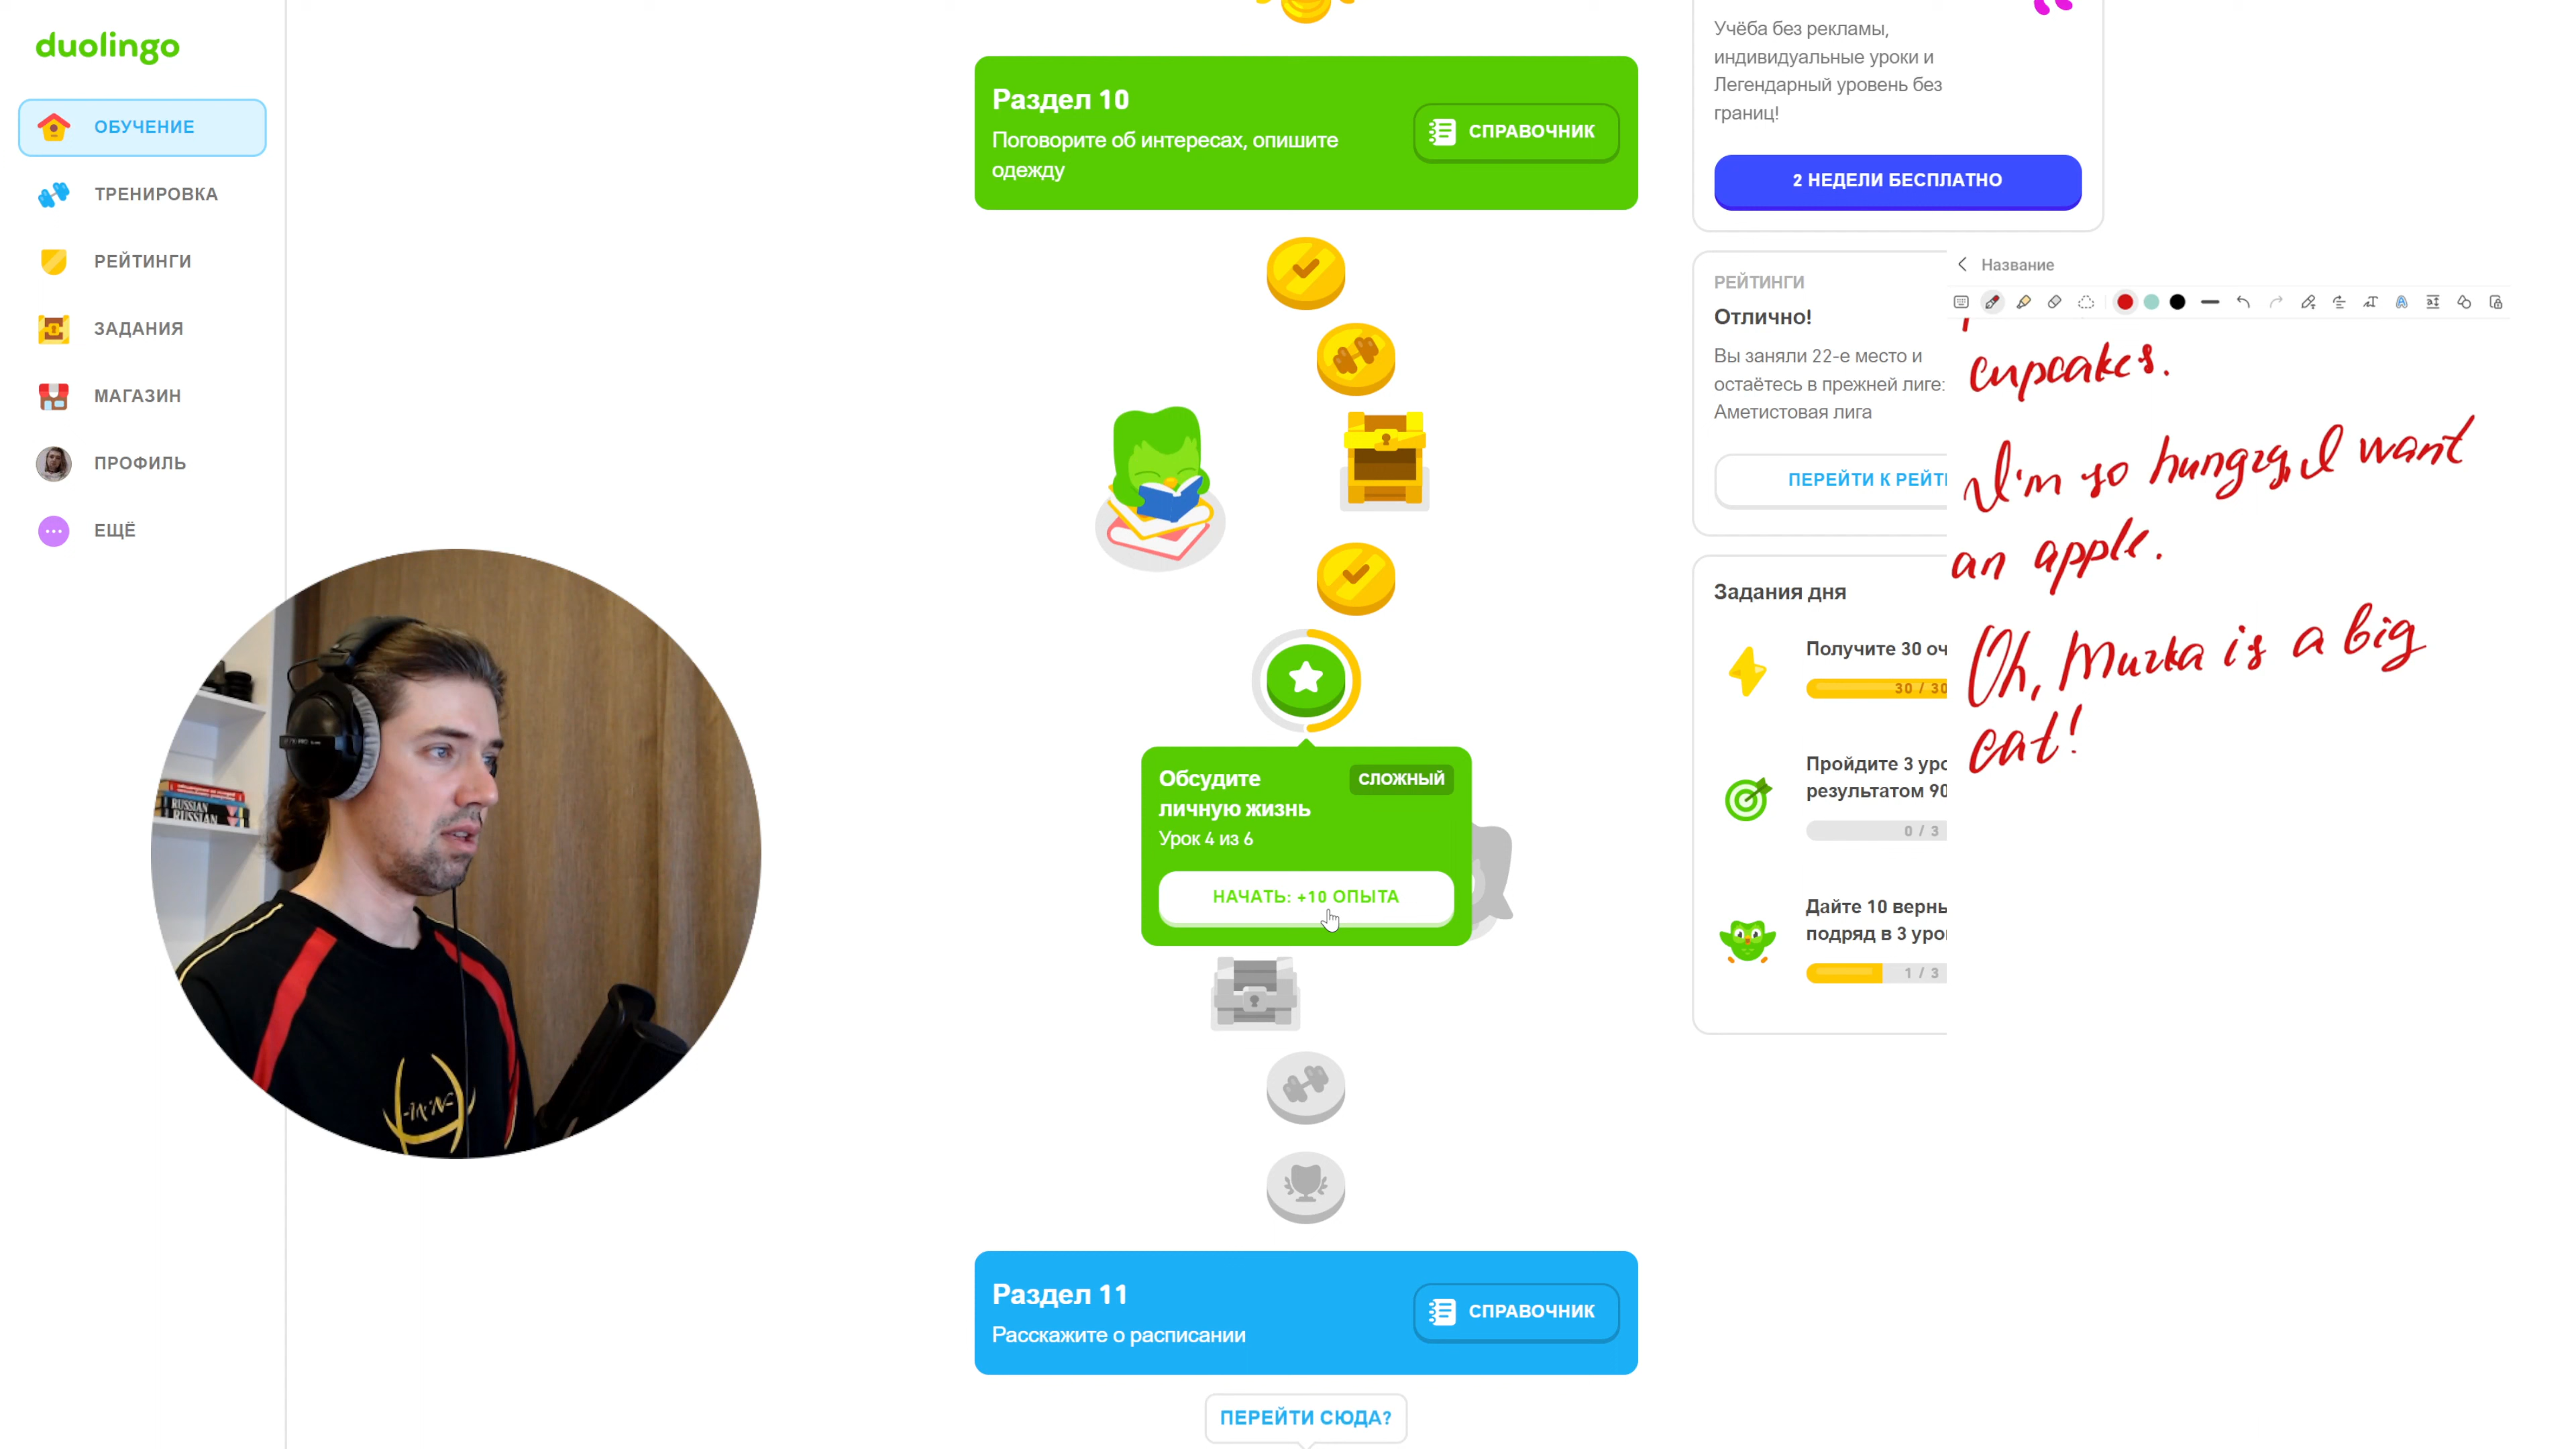 duolingo
ОБУЧЕНИЕ
ТРЕНИРОВКА
РЕЙТИНГИ
ЗАДАНИЯ
МАГАЗИН
ПРОФИЛЬ
ЕЩЁ
RUSSIAN
RUSSIAN
Раздел 10
Поговорите об интересах, опишите
одежду
СПРАВОЧНИК
Обсудите
личную жизнь
СЛОЖНЫЙ
Урок 4 из 6
НАЧАТЬ: +10 ОПЫТА
Раздел 11
Расскажите о расписании
СПРАВОЧНИК
ПЕРЕЙТИ СЮДА?
Учёба без рекламы,
индивидуальные уроки и
Легендарный уровень без
границ!
2 НЕДЕЛИ БЕСПЛАТНО
РЕЙТИНГИ
Отлично!
Вы заняли 22-е место и
остаётесь в прежней лиге:
Аметистовая лига
ПЕРЕЙТИ К РЕЙТ
Задания дня
Получите 30 оч
30 / 30
Пройдите 3 уро
результатом 90
0 / 3
Дайте 10 верны
подряд в 3 уро
1 / 3
Название
cupcakes.
I'm so hungry, I want
an apple.
Oh, Murka is a big
cat!